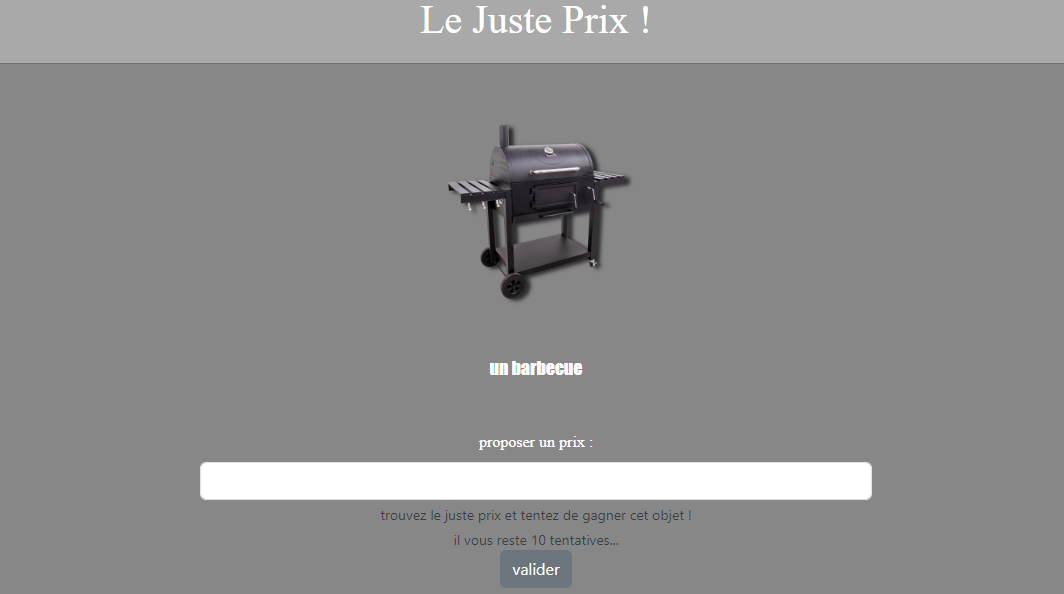 Le Juste Prix !
un barbecue
proposer un prix :
trouvez le juste prix et tentez de gagner cet objet !
il vous reste 10 tentatives...
valider